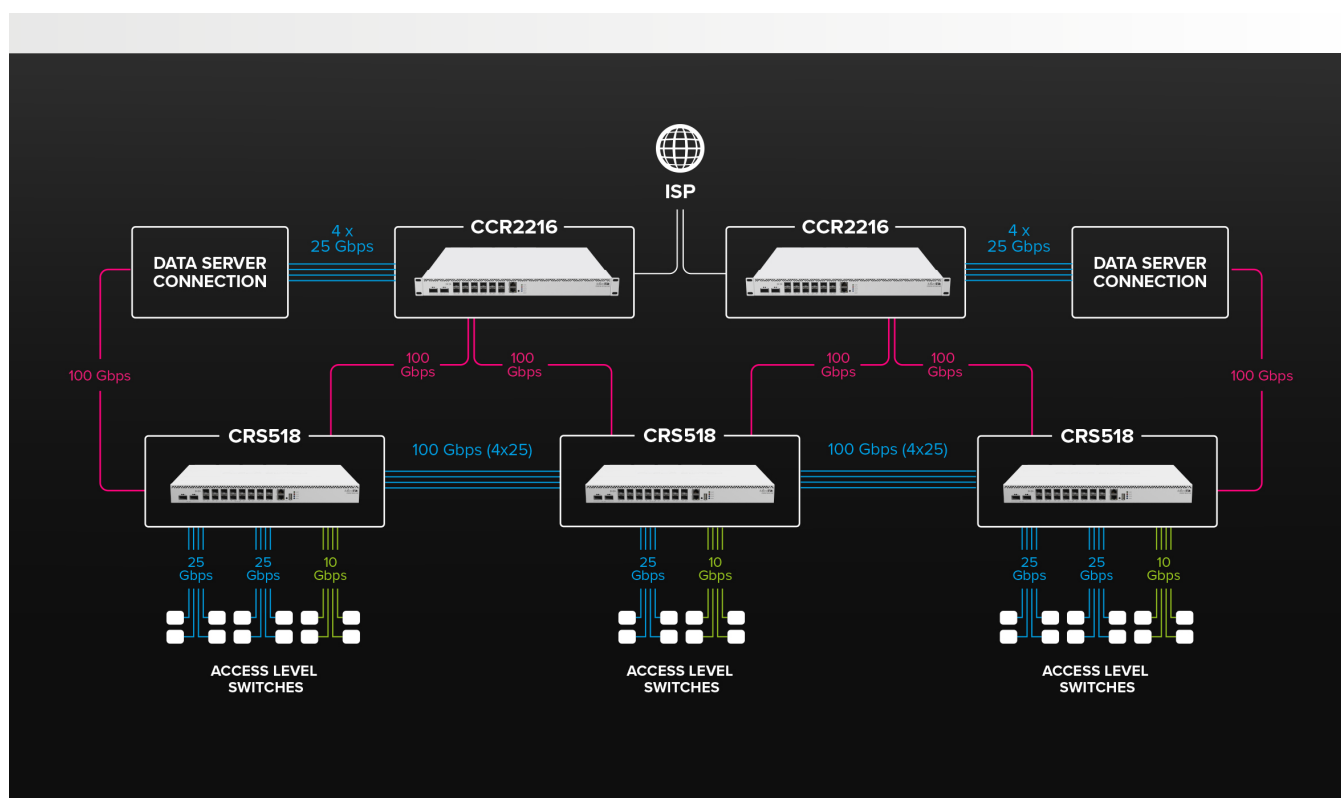 ISP
CCR2216
CCR2216
4 x
25 Gbps
4 x
25 Gbps
DATA SERVER
CONNECTION
DATA SERVER
CONNECTION
100
Gbps
100
Gbps
100
Gbps
100
Gbps
100 Gbps
100 Gbps
CRS518
CRS518
CRS518
100 Gbps (4x25)
100 Gbps (4x25)
25
Gbps
25
Gbps
10
Gbps
25
Gbps
10
Gbps
25
Gbps
25
Gbps
10
Gbps
ACCESS LEVEL
SWITCHES
ACCESS LEVEL
SWITCHES
ACCESS LEVEL
SWITCHES